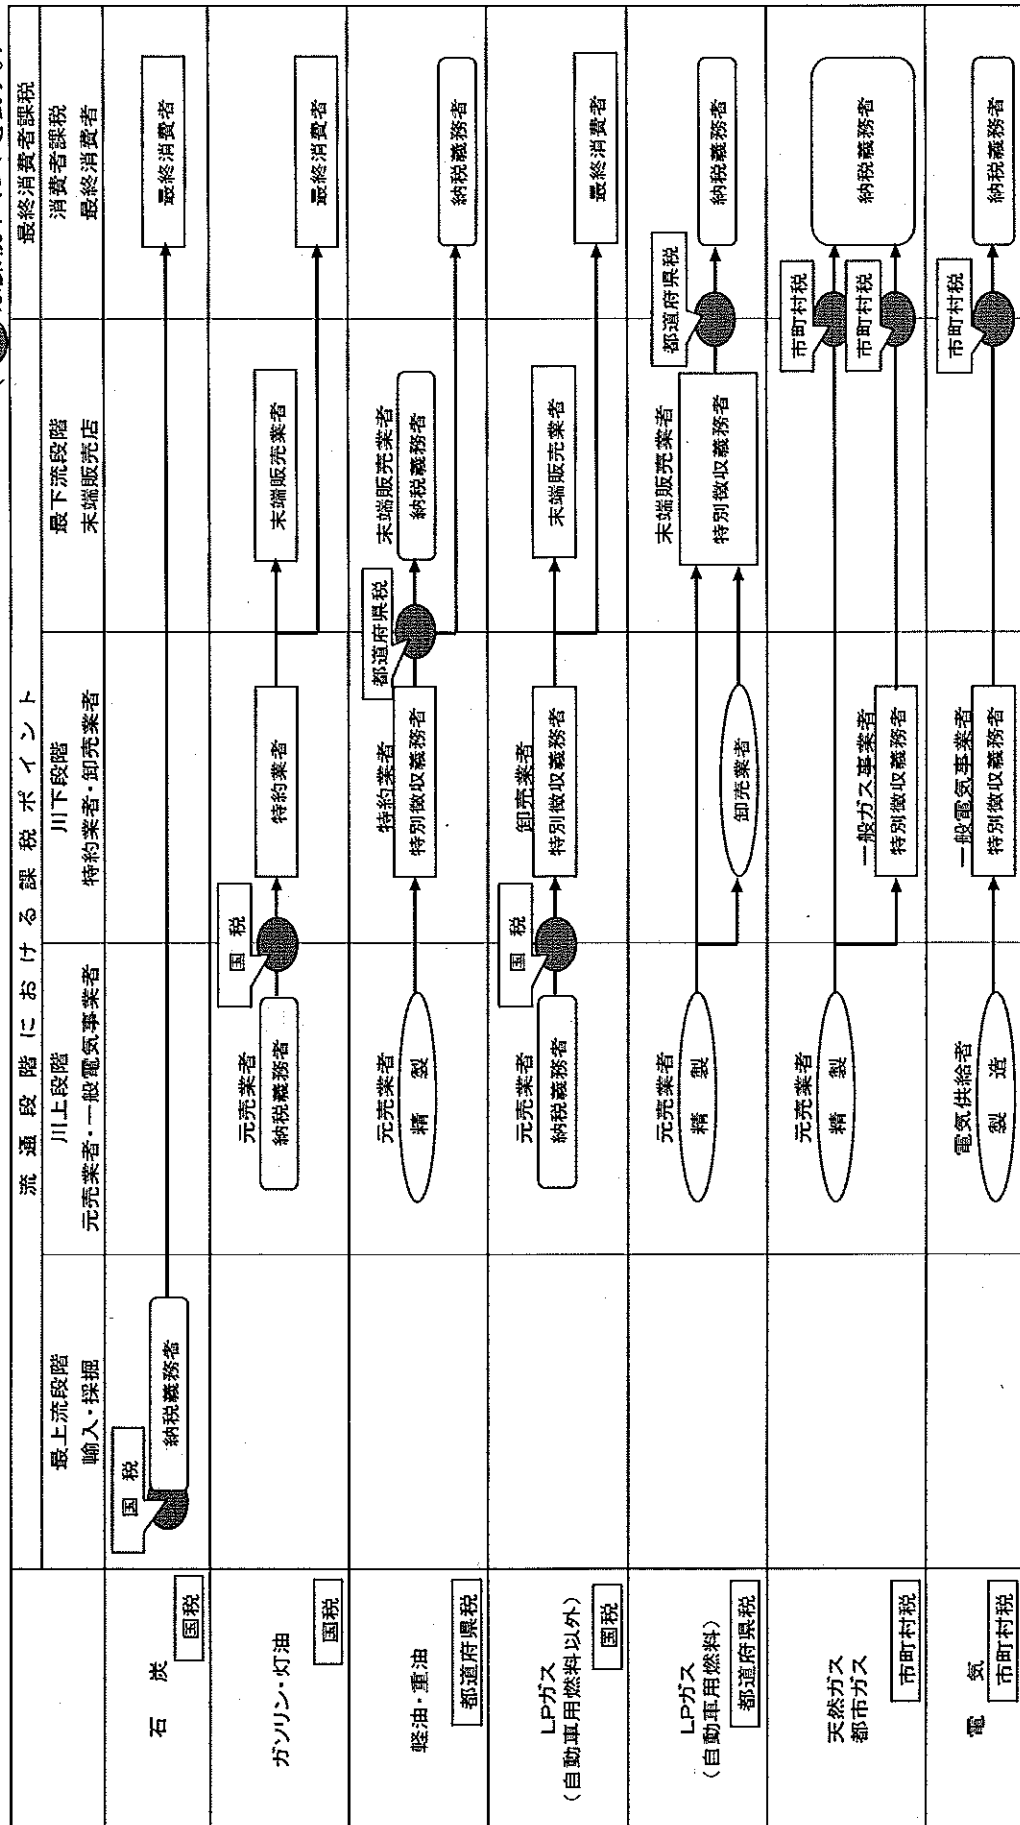 流通段階における課税ポイント
最上流段階
輸入・採掘
川上段階
元売業者・一般電気事業者
川下段階
特約業者・卸売業者
最下流段階
末端販売店
最終消費者課税
消費者課税
最終消費者
石炭
国税
国税
納税義務者
最終消費者
ガソリン・灯油
国税
元売業者
納税義務者
国税
特約業者
末端販売業者
最終消費者
軽油・重油
都道府県税
元売業者
精製
特約業者
特別徴収義務者
都道府県税
末端販売業者
納税義務者
納税義務者
LPガス
(自動車用燃料以外)
国税
元売業者
納税義務者
国税
卸売業者
特別徴収義務者
末端販売業者
最終消費者
LPガス
(自動車用燃料)
都道府県税
元売業者
精製
卸売業者
末端販売業者
特別徴収義務者
都道府県税
納税義務者
天然ガス
都市ガス
市町村税
元売業者
精製
一般ガス事業者
特別徴収義務者
市町村税
市町村税
納税義務者
電気
市町村税
電気供給者
製造
一般電気事業者
特別徴収義務者
市町村税
納税義務者